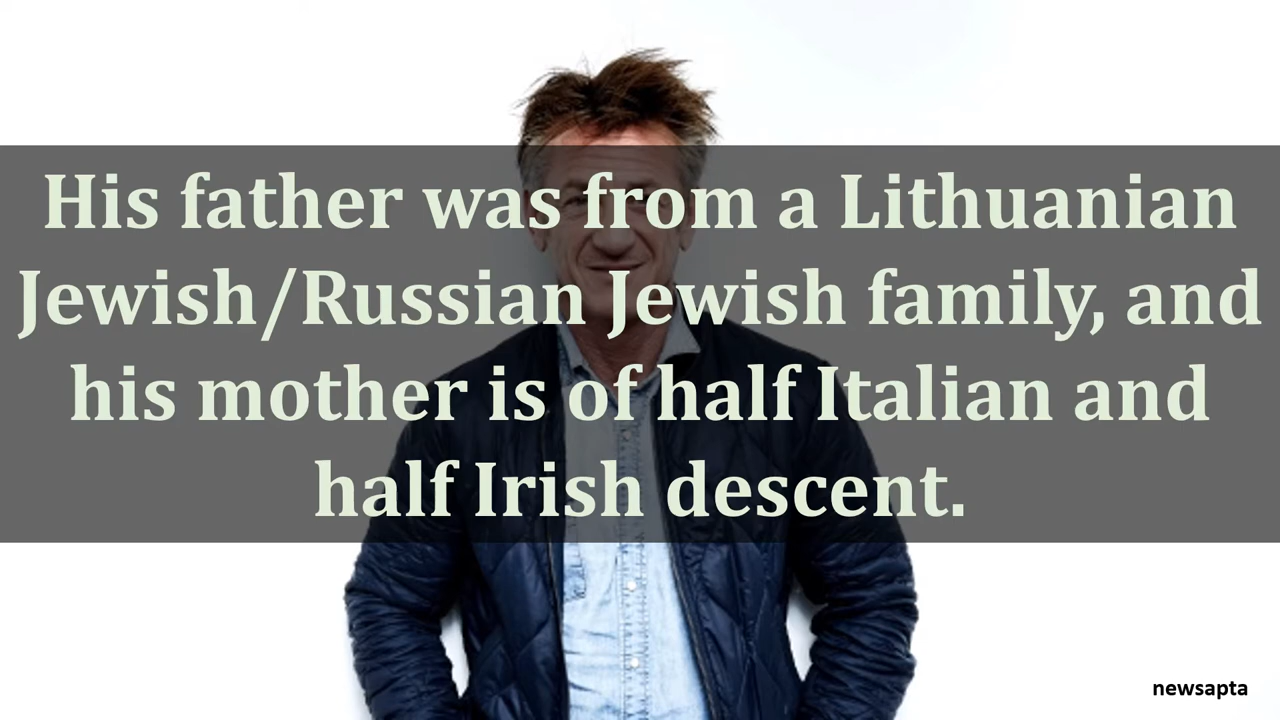 His father was from a Lithuanian
Jewish/Russian Jewish family, and
his mother is of half Italian and
half Irish descent.
newsapta